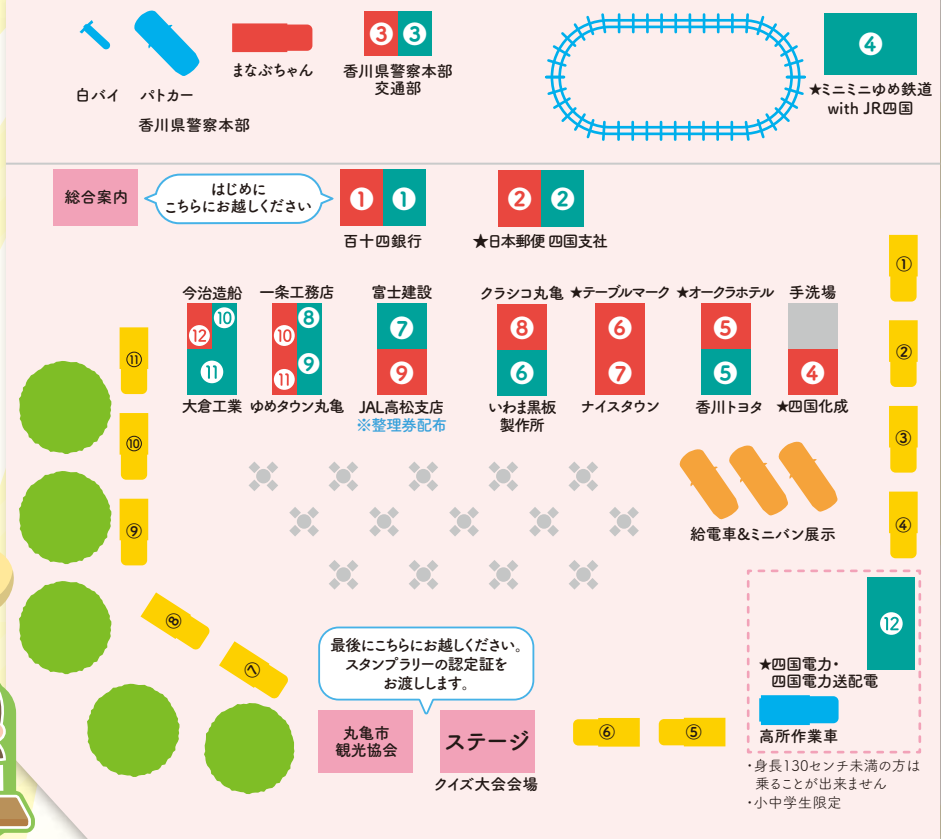 3
3
4
まなぶちゃん
香川県警察本部
交通部
★ミニミニゆめ鉄道
with JR四国
白バイ
パトカー
香川県警察本部
総合案内
はじめに
こちらにお越しください
1
1
2
2
百十四銀行
★日本郵便 四国支社
①
今治造船
一条工務店
富士建設
クラシコ丸亀
★テーブルマーク
★オークラホテル
手洗場
12
10
10
8
7
8
6
5
②
⑪
11
11
9
9
6
7
5
4
大倉工業
ゆめタウン丸亀
JAL高松支店
※整理券配布
いわま黒板
製作所
ナイスタウン
香川トヨタ
★四国化成
⑩
③
⑨
④
給電車&ミニバン展示
⑧
⑦
12
最後にこちらにお越しください。
スタンプラリーの認定証を
お渡しします。
★四国電力・
四国電力送配電
丸亀市
観光協会
ステージ
⑥
⑤
高所作業車
クイズ大会会場
・身長130センチ未満の方は
乗ることが出来ません
・小中学生限定